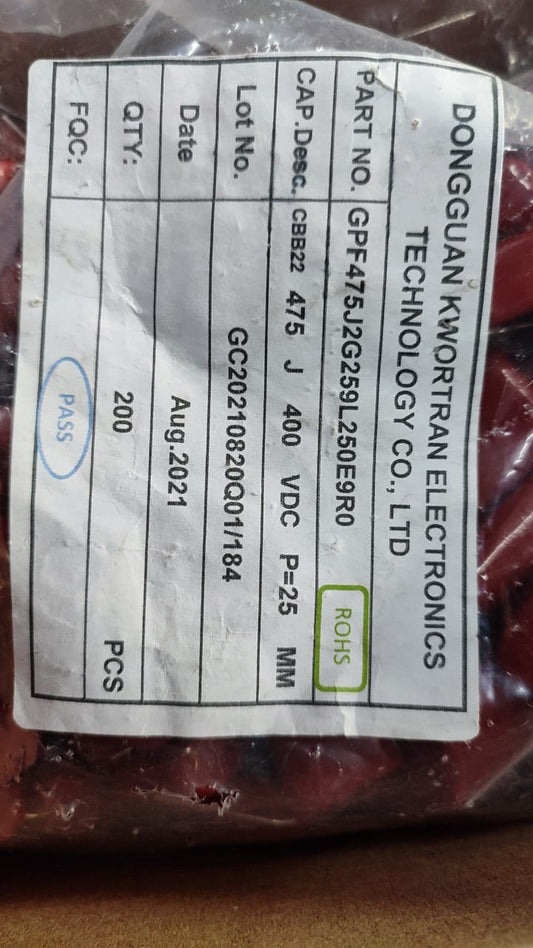 DONGGUAN KWORTRAN ELECTRONICS
TECHNOLOGY CO., LTD
PART NO. GPF475J2G259L250E9R0 ROHS
CAP.Desc. CBB22 475 J 400 VDC P=25 MM
Lot No. GC20210820Q01/184
Date Aug.2021
QTY: 200 PCS
FQC: PASS